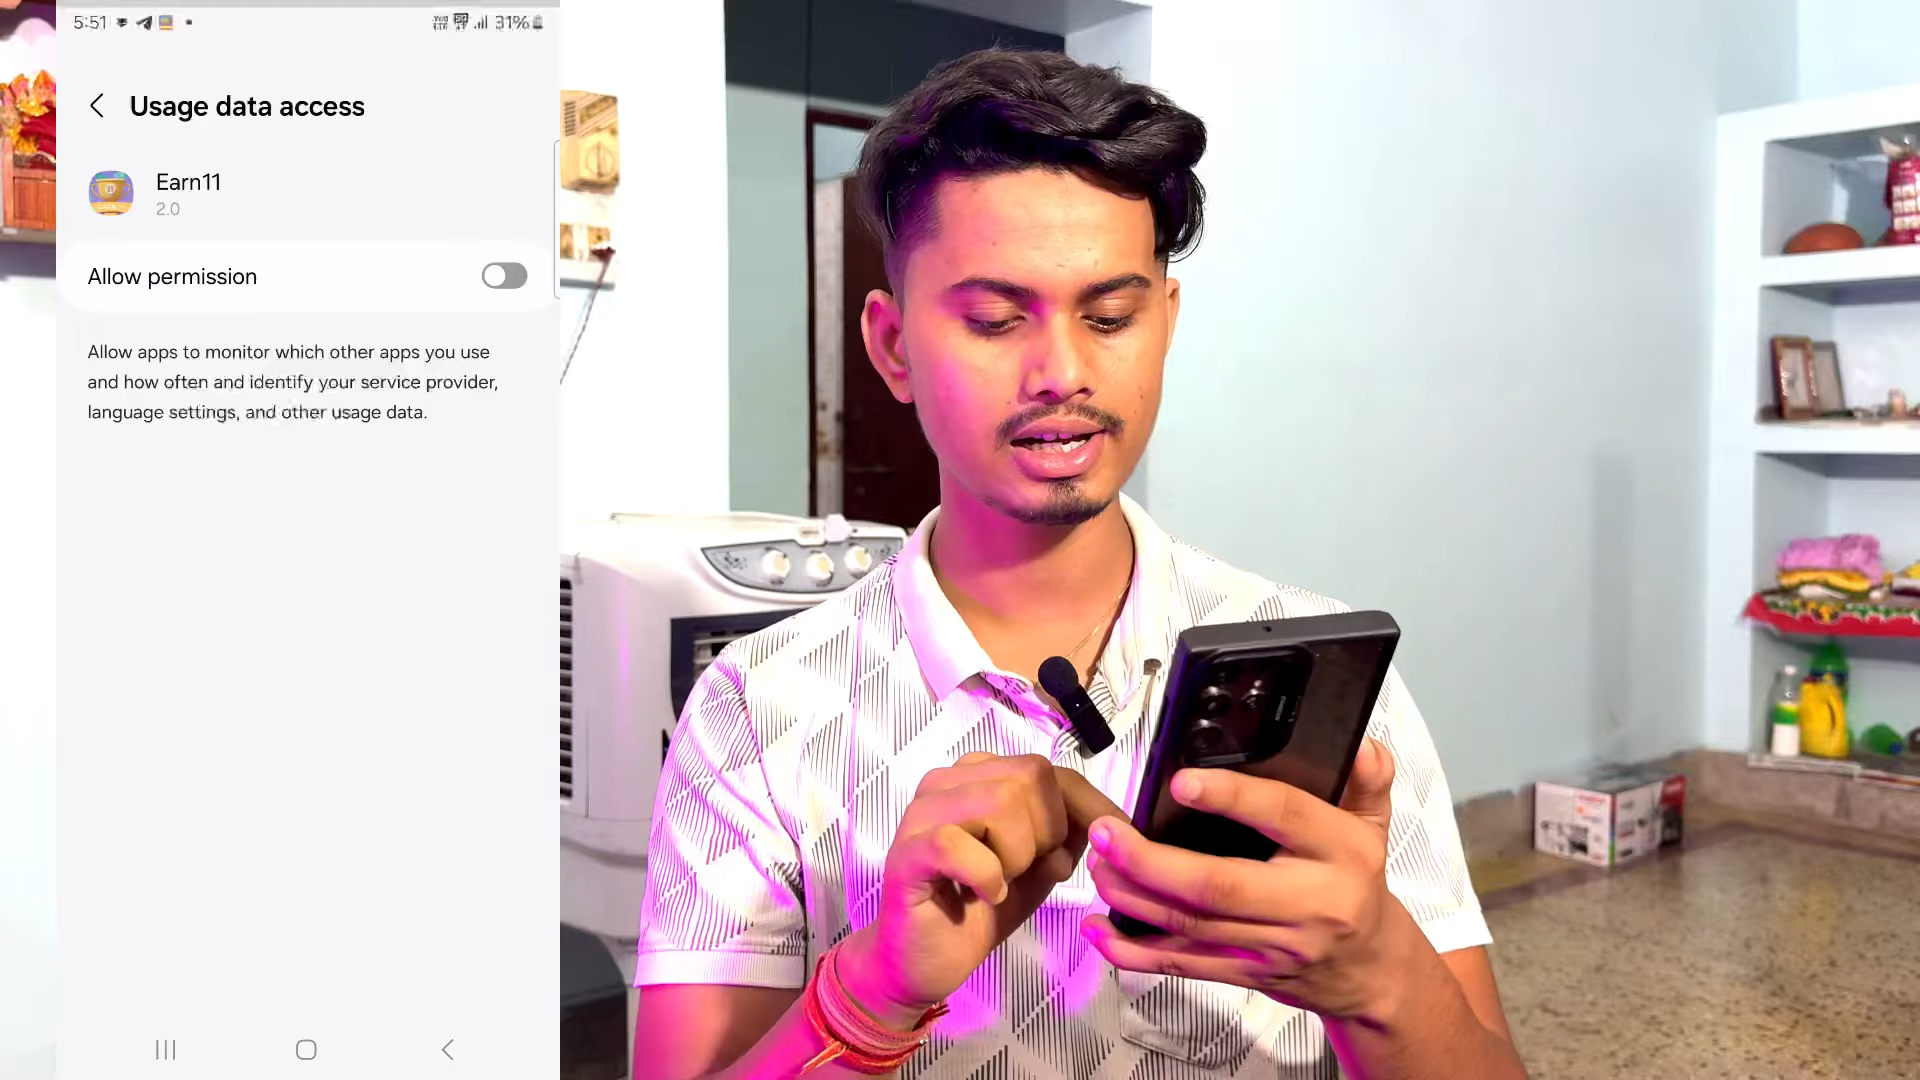 5:51
31%
Usage data access
Earn11
2.0
Allow permission
Allow apps to monitor which other apps you use
and how often and identify your service provider,
language settings, and other usage data.